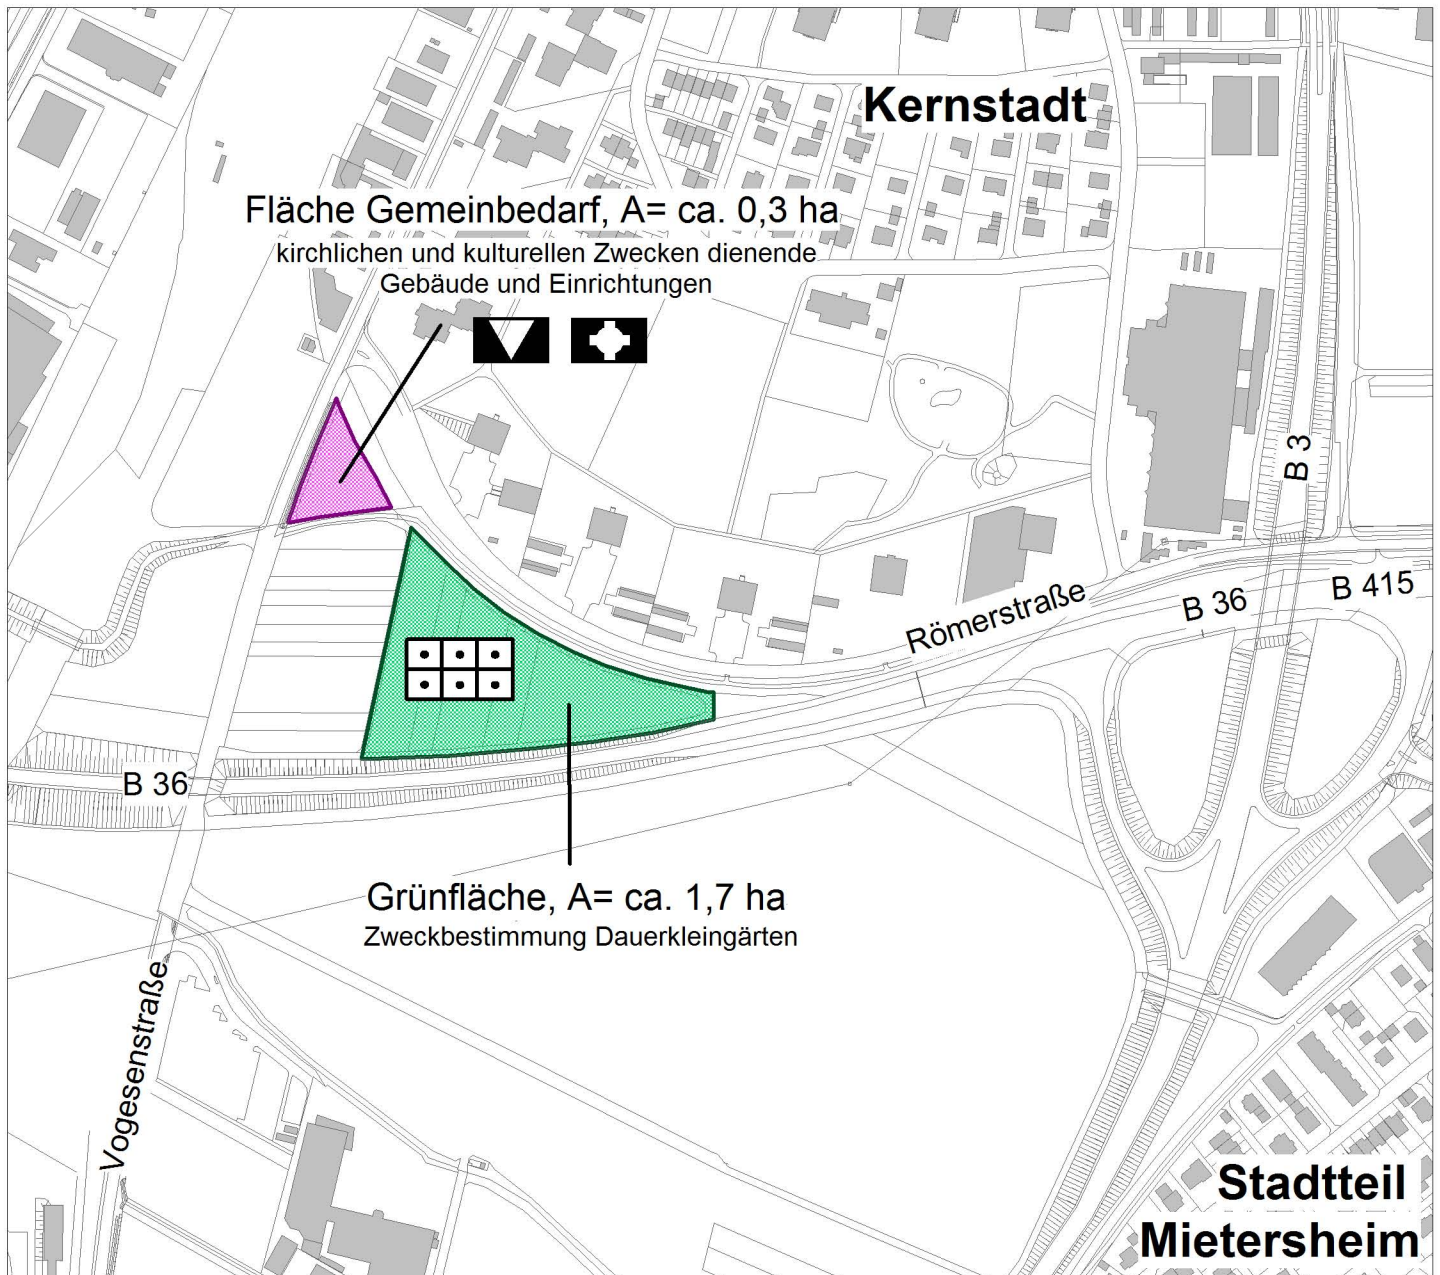 Kernstadt
Fläche Gemeinbedarf, A= ca. 0,3 ha
kirchlichen und kulturellen Zwecken dienende
Gebäude und Einrichtungen
B 3
B 415
B 36
Römerstraße
B 36
Grünfläche, A= ca. 1,7 ha
Zweckbestimmung Dauerkleingärten
Vogesenstraße
Stadtteil
Mietersheim